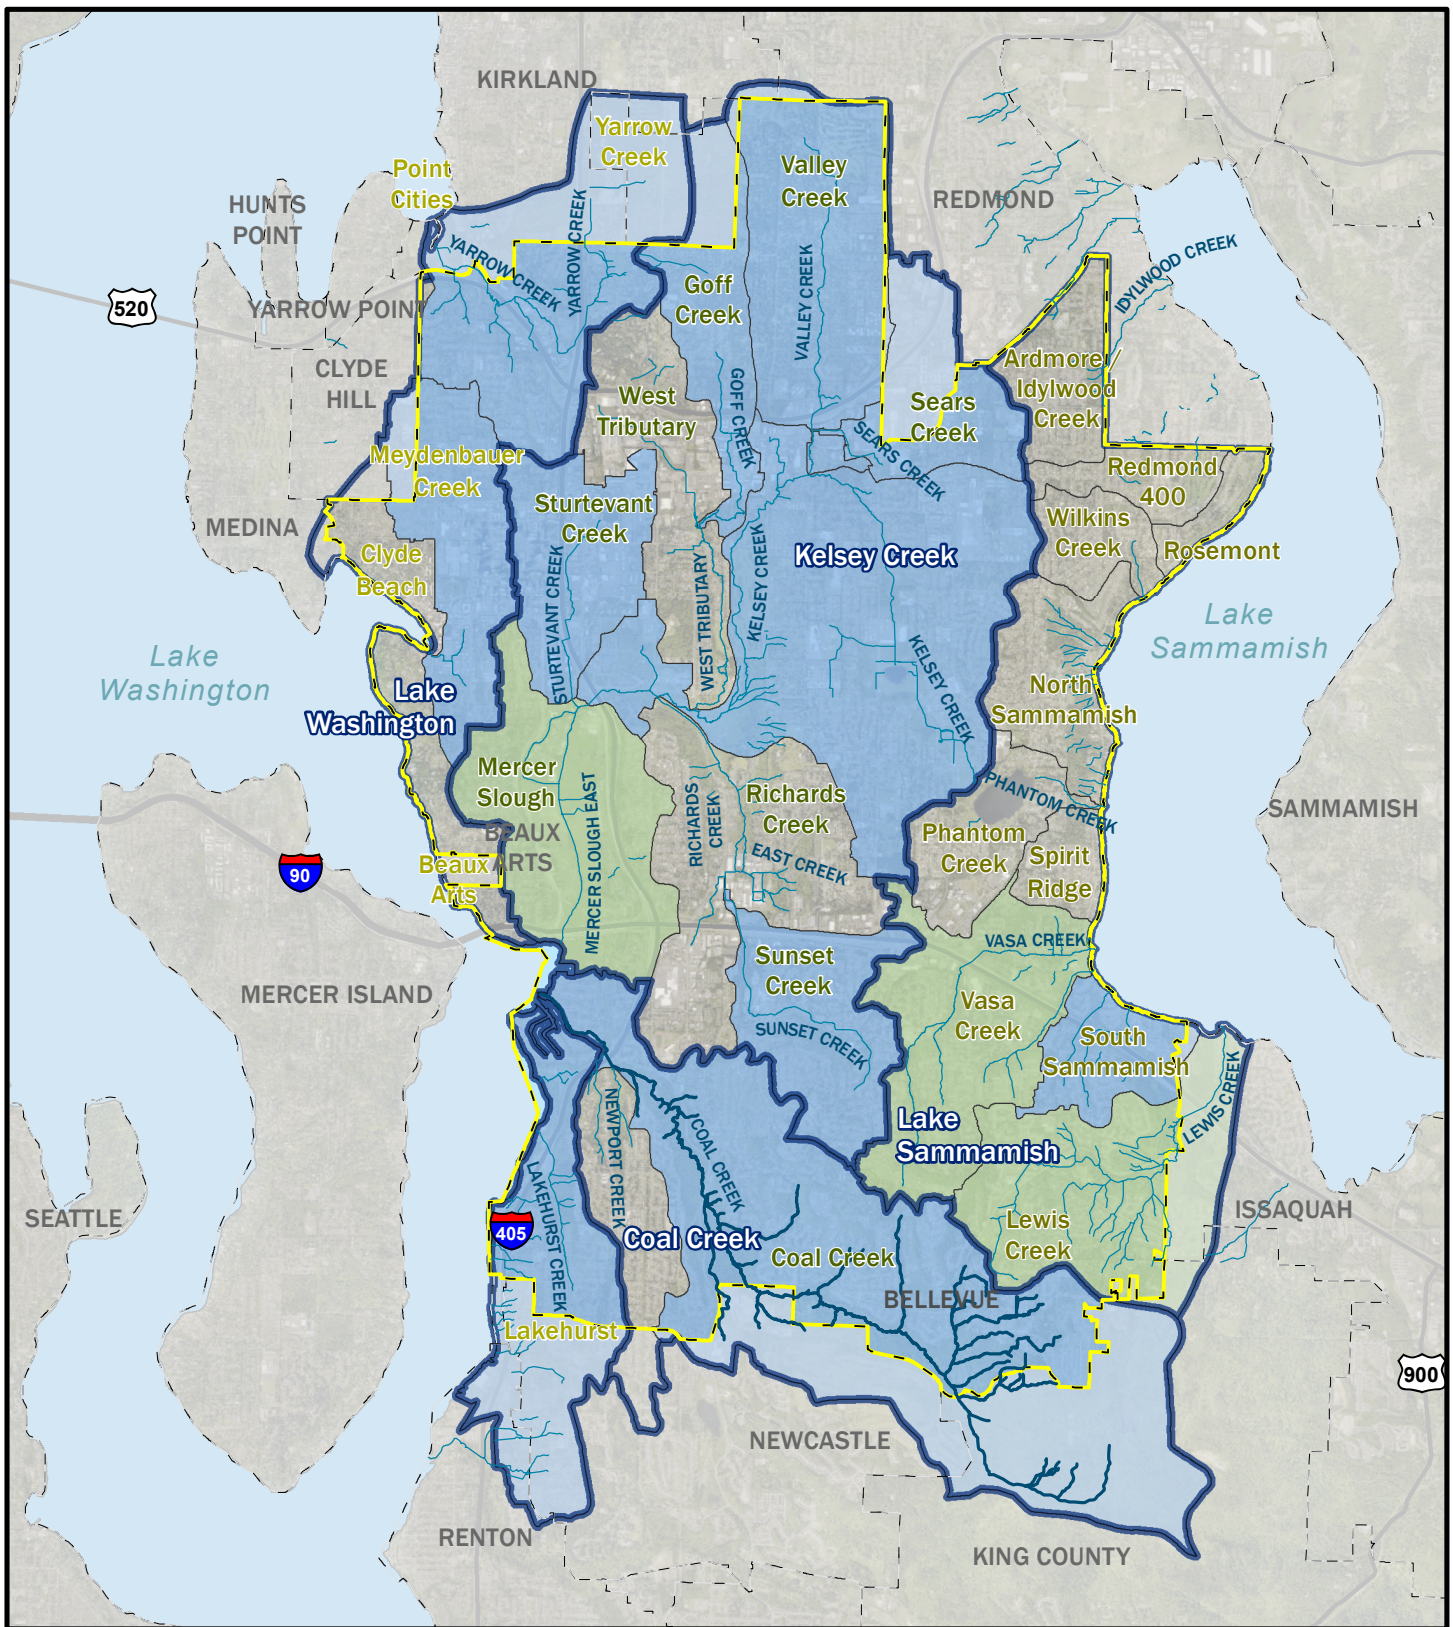 KIRKLAND
Yarrow
Creek
Point
Cities
Valley
Creek
HUNTS
POINT
REDMOND
YARROW CREEK
YARROW CREEK
IDYLWOOD CREEK
520
YARROW POINT
Goff
Creek
VALLEY CREEK
CLYDE
HILL
Ardmore /
Idylwood
Creek
West
Tributary
GOFF CREEK
Sears
Creek
SEARS CREEK
Meydenbauer
Creek
Redmond
400
Sturtevant
Creek
MEDINA
Wilkins
Creek
Rosemont
Clyde
Beach
Kelsey Creek
STURTEVANT CREEK
WEST TRIBUTARY
KELSEY CREEK
KELSEY CREEK
Lake
Sammamish
Lake
Washington
Lake
Washington
North
Sammamish
Mercer
Slough
MERCER SLOUGH EAST
RICHARDS
CREEK
Richards
Creek
PHANTOM CREEK
SAMMAMISH
BEAUX
ARTS
Phantom
Creek
Spirit
Ridge
EAST CREEK
Beaux
Arts
90
VASA CREEK
Sunset
Creek
MERCER ISLAND
Vasa
Creek
SUNSET CREEK
South
Sammamish
LEWIS CREEK
NEWPORT CREEK
COAL CREEK
Lake
Sammamish
LAKEHURST CREEK
SEATTLE
405
ISSAQUAH
Lewis
Creek
Coal Creek
Coal Creek
BELLEVUE
Lakehurst
900
NEWCASTLE
RENTON
KING COUNTY